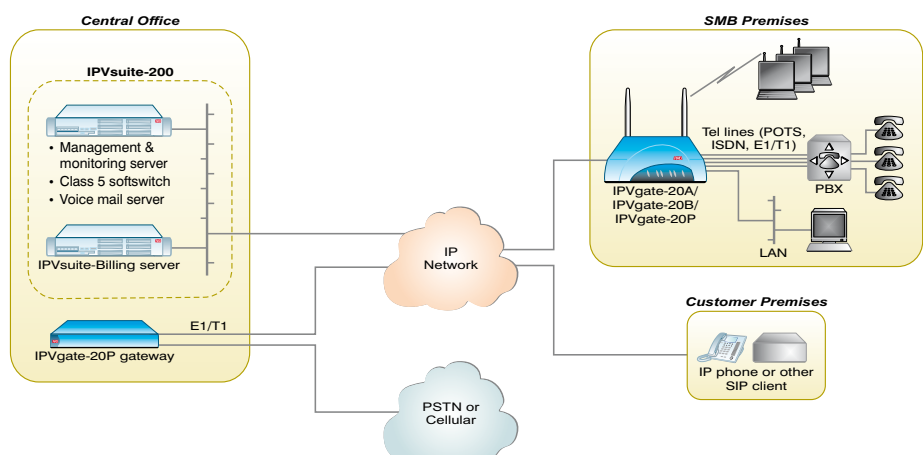 Central Office
IPVsuite-200
• Management &
monitoring server
• Class 5 softswitch
• Voice mail server
IPVsuite-Billing server
E1/T1
IPVgate-20P gateway
IP
Network
PSTN or
Cellular
SMB Premises
Tel lines (POTS,
ISDN, E1/T1)
PBX
IPVgate-20A/
IPVgate-20B/
IPVgate-20P
LAN
Customer Premises
IP phone or other
SIP client